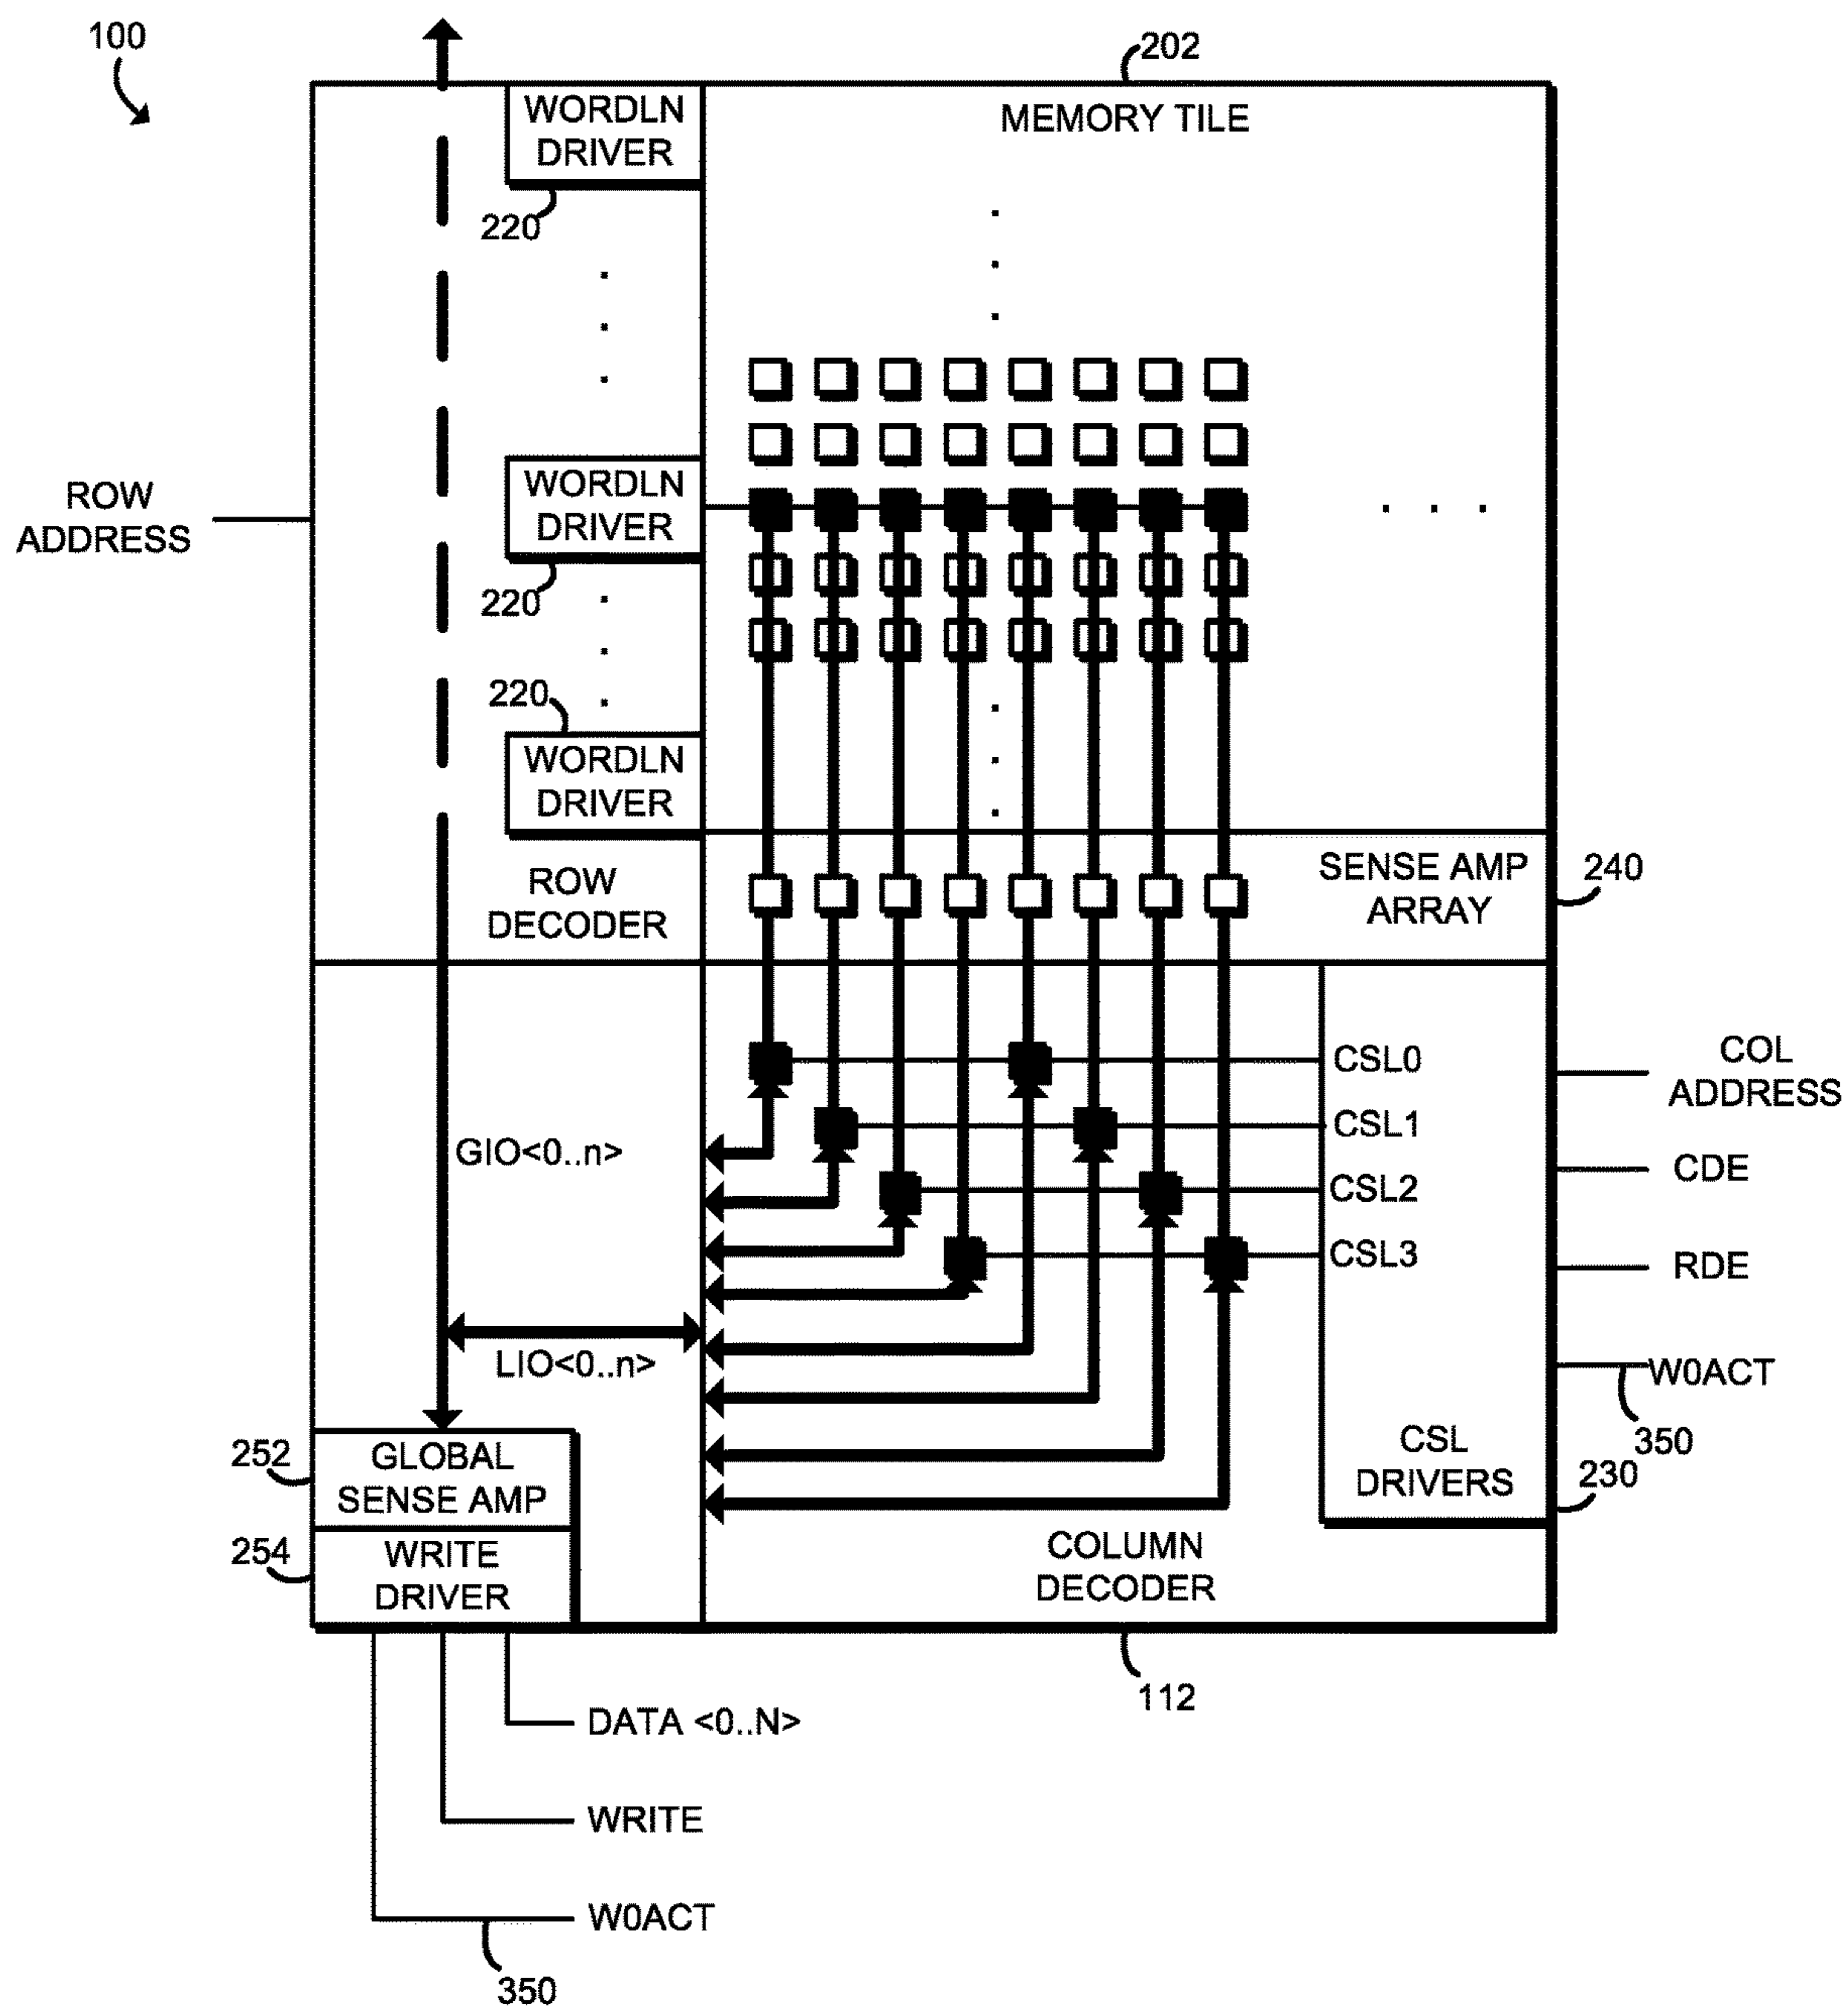 100
202
WORDLN
DRIVER
MEMORY TILE
220
ROW
ADDRESS
WORDLN
DRIVER
220
220
WORDLN
DRIVER
ROW
DECODER
SENSE AMP
ARRAY
240
CSL0
COL
ADDRESS
CSL1
GIO<0..n>
CDE
CSL2
CSL3
RDE
LIO<0..n>
W0ACT
350
252
GLOBAL
SENSE AMP
CSL
DRIVERS
230
254
WRITE
DRIVER
COLUMN
DECODER
112
DATA <0..N>
WRITE
W0ACT
350